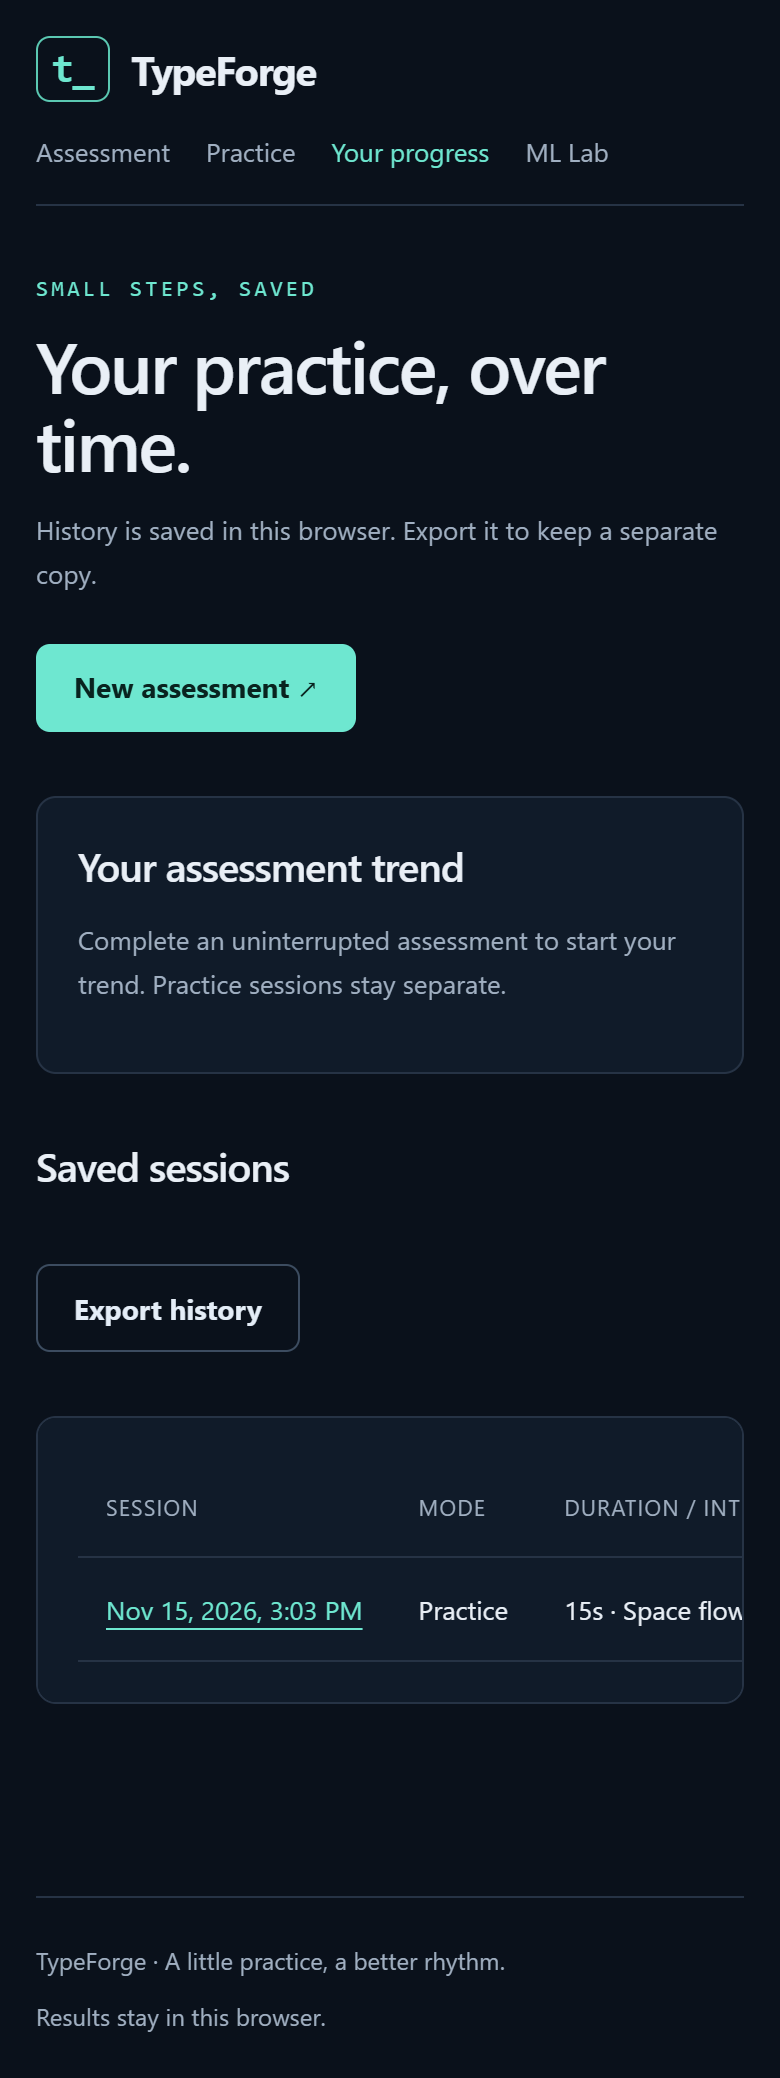 t_ TypeForge
Assessment Practice Your progress ML Lab
SMALL STEPS, SAVED
Your practice, over
time.
History is saved in this browser. Export it to keep a separate
copy.
New assessment ↗
Your assessment trend
Complete an uninterrupted assessment to start your
trend. Practice sessions stay separate.
Saved sessions
Export history
SESSION MODE DURATION / INT
Nov 15, 2026, 3:03 PM Practice 15s · Space flow
TypeForge · A little practice, a better rhythm.
Results stay in this browser.